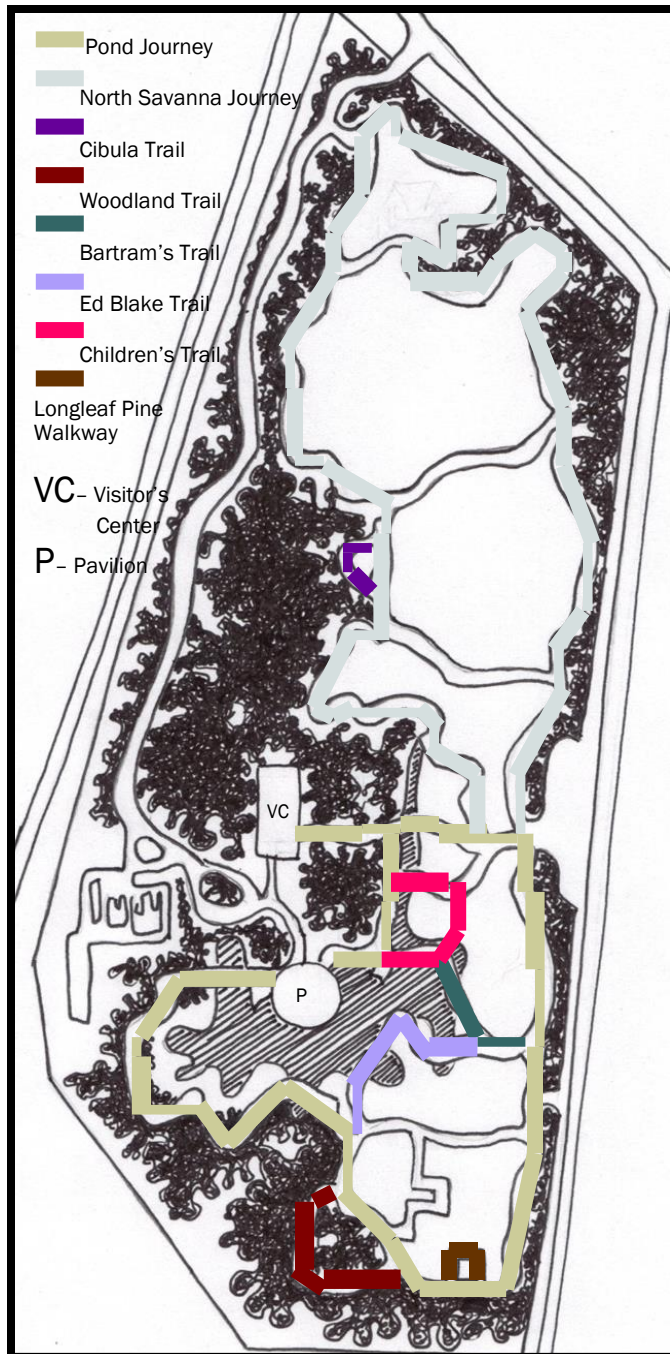 Pond Journey
North Savanna Journey
Cibula Trail
Woodland Trail
Bartram's Trail
Ed Blake Trail
Children's Trail
Longleaf Pine
Walkway
VC– Visitor's
Center
P– Pavilion
VC
P